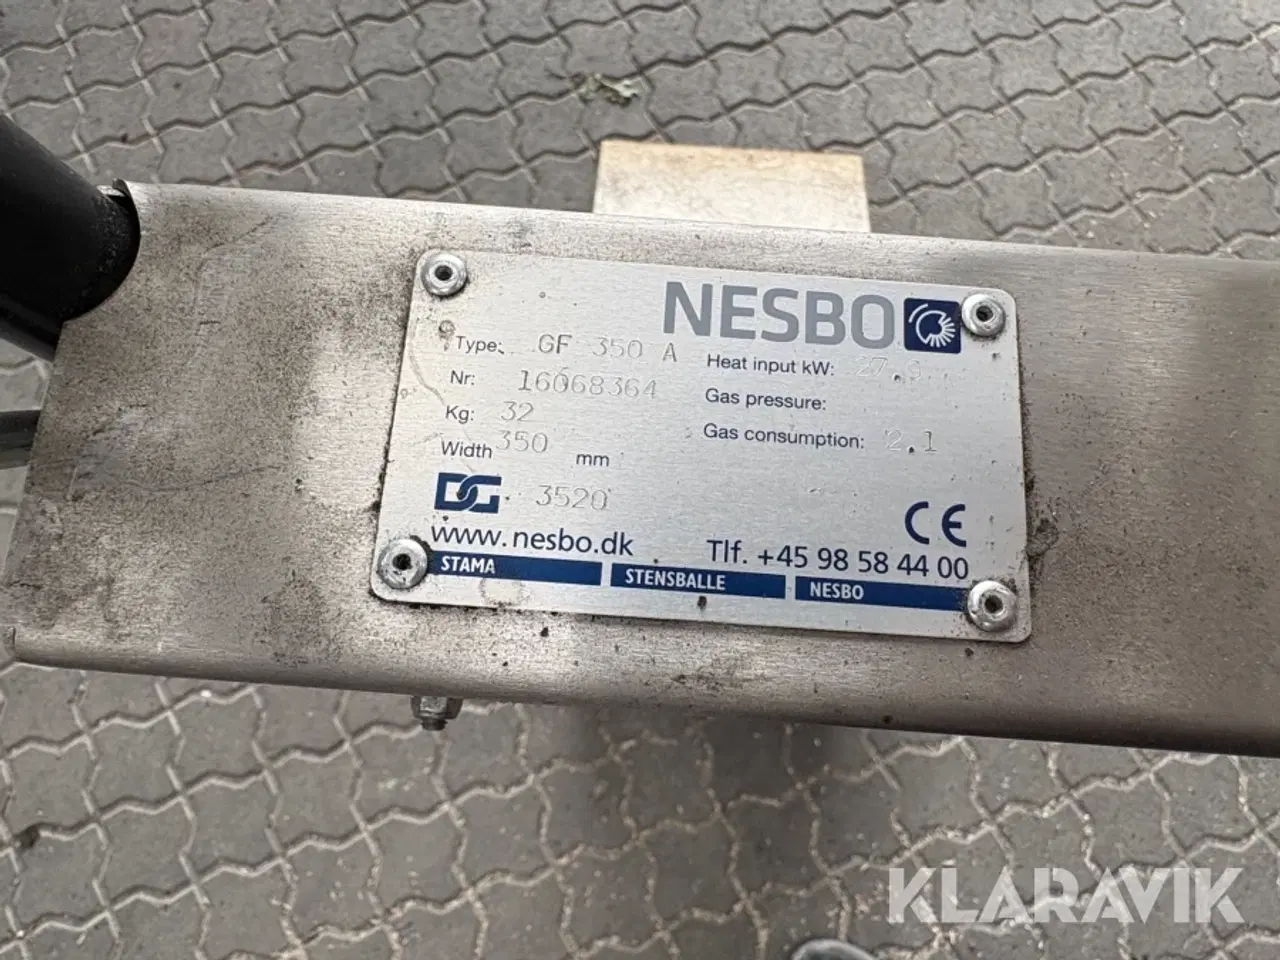 NESBO
Type: GF 350 A
Nr: 16068364
Kg: 32
Width 350 mm
DG 3520
Heat input kW: 27.9
Gas pressure:
Gas consumption: 2.1
CE
www.nesbo.dk
Tlf. +45 98 58 44 00
STAMA STENSBALLE NESBO
KLARAVIK